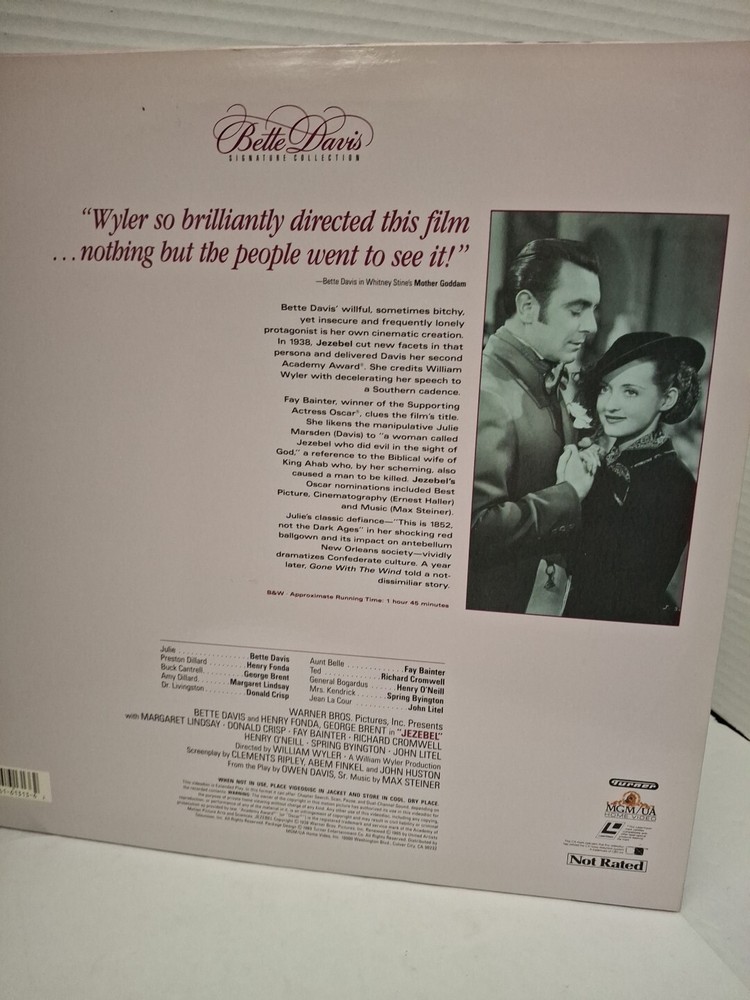 Bette Davis
SIGNATURE COLLECTION
“Wyler so brilliantly directed this film
...nothing but the people went to see it!”
—Bette Davis in Whitney Stine's Mother Goddam
Bette Davis' willful, sometimes bitchy,
yet insecure and frequently lonely
protagonist is her own cinematic creation.
In 1938, Jezebel cut new facets in that
persona and delivered Davis her second
Academy Award®. She credits William
Wyler with decelerating her speech to
a Southern cadence.
Fay Bainter, winner of the Supporting
Actress Oscar®, clues the film's title.
She likens the manipulative Julie
Marsden (Davis) to "a woman called
Jezebel who did evil in the sight of
God," a reference to the Biblical wife of
King Ahab who, by her scheming, also
caused a man to be killed. Jezebel's
Oscar nominations included Best
Picture, Cinematography (Ernest Haller)
and Music (Max Steiner).
Julie's classic defiance—"This is 1852,
not the Dark Ages" in her shocking red
ballgown and its impact on antebellum
New Orleans society—vividly
dramatizes Confederate culture. A year
later, Gone With The Wind told a not-
dissimilar story.
B&W · Approximate Running Time: 1 hour 45 minutes
Julie . . . . . . . . . . . . . Bette Davis
Preston Dillard . . . . . . . Henry Fonda
Buck Cantrell . . . . . . . George Brent
Amy Dillard . . . . . Margaret Lindsay
Dr. Livingston . . . . . . . Donald Crisp
Aunt Belle . . . . . . . . . . . Fay Bainter
Ted . . . . . . . . . . Richard Cromwell
General Bogardus . . . . . . Henry O'Neill
Mrs. Kendrick . . . . . Spring Byington
Jean La Cour . . . . . . . . . . John Litel
WARNER BROS. Pictures, Inc. Presents
BETTE DAVIS and HENRY FONDA, GEORGE BRENT in "JEZEBEL"
with MARGARET LINDSAY · DONALD CRISP · FAY BAINTER · RICHARD CROMWELL
HENRY O'NEILL · SPRING BYINGTON · JOHN LITEL
Directed by WILLIAM WYLER · A William Wyler Production
Screenplay by CLEMENTS RIPLEY, ABEM FINKEL and JOHN HUSTON
From the Play by OWEN DAVIS, Sr. Music by MAX STEINER
WHEN NOT IN USE, PLACE VIDEODISC IN JACKET AND STORE IN COOL, DRY PLACE.
TURNER
MGM/UA
HOME VIDEO
Not Rated